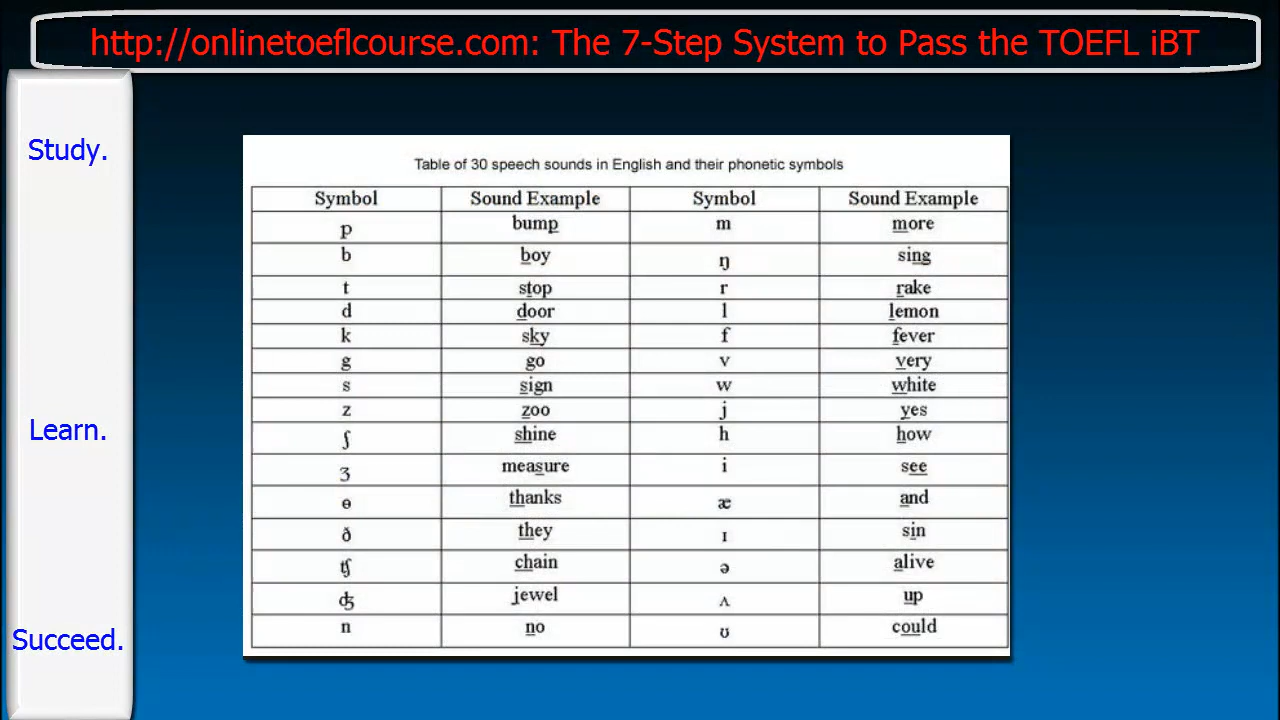 http://onlinetoeflcourse.com: The 7-Step System to Pass the TOEFL iBT
Study.
Learn.
Succeed.
Table of 30 speech sounds in English and their phonetic symbols
Symbol Sound Example Symbol Sound Example
p bump m more
b boy ŋ sing
t stop r rake
d door l lemon
k sky f fever
g go v very
s sign w white
z zoo j yes
ʃ shine h how
ʒ measure i see
ɵ thanks æ and
ð they ɪ sin
ʧ chain ə alive
ʤ jewel ʌ up
n no ʊ could